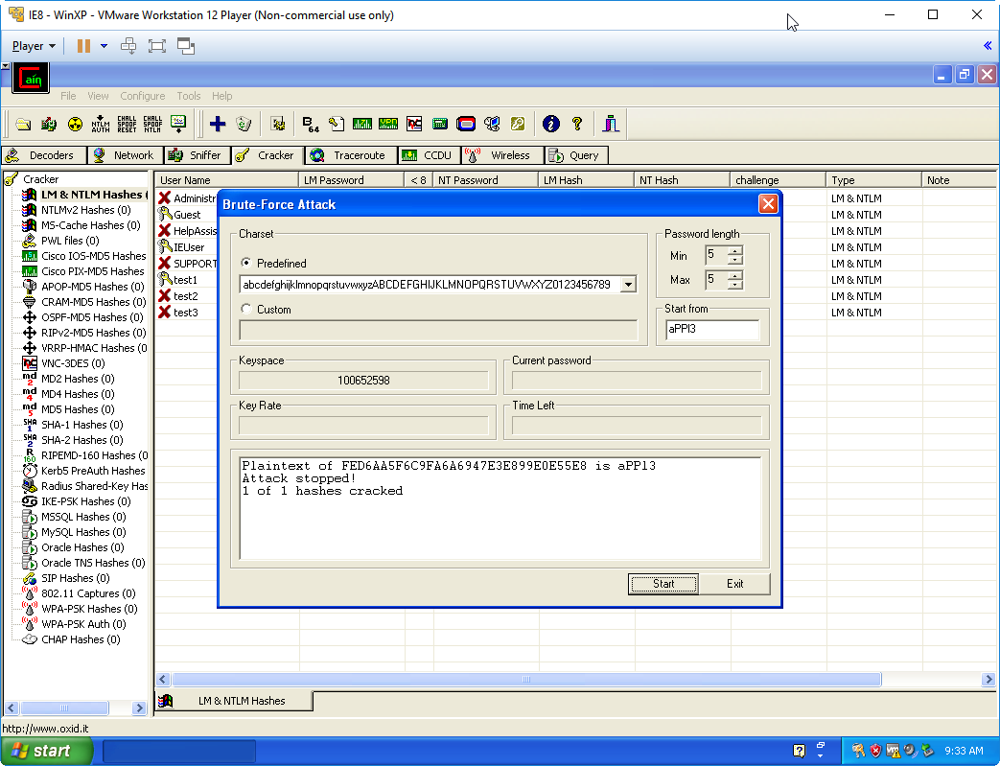 IE8 - WinXP - VMware Workstation 12 Player (Non-commercial use only)
Player
Cain
File View Configure Tools Help
NTLM AUTH
CHALL SPOOF RESET
CHALL SPOOF NTLM
B64
Decoders Network Sniffer Cracker Traceroute CCDU Wireless Query
Cracker
LM & NTLM Hashes (
NTLMv2 Hashes (0)
MS-Cache Hashes (0)
PWL files (0)
Cisco IOS-MD5 Hashes
Cisco PIX-MD5 Hashes
APOP-MD5 Hashes (0)
CRAM-MD5 Hashes (0)
OSPF-MD5 Hashes (0)
RIPv2-MD5 Hashes (0)
VRRP-HMAC Hashes (0
VNC-3DES (0)
md2 MD2 Hashes (0)
md4 MD4 Hashes (0)
md5 MD5 Hashes (0)
SHA1 SHA-1 Hashes (0)
SHA2 SHA-2 Hashes (0)
R160 RIPEMD-160 Hashes (0
Kerb5 PreAuth Hashes
Radius Shared-Key Has
IKE-PSK Hashes (0)
MSSQL Hashes (0)
MySQL Hashes (0)
Oracle Hashes (0)
Oracle TNS Hashes (0)
SIP Hashes (0)
802.11 Captures (0)
WPA-PSK Hashes (0)
WPA-PSK Auth (0)
CHAP Hashes (0)
User Name LM Password < 8 NT Password LM Hash NT Hash challenge Type Note
Administr LM & NTLM
Guest LM & NTLM
HelpAssis LM & NTLM
IEUser LM & NTLM
SUPPORT LM & NTLM
test1 LM & NTLM
test2 LM & NTLM
test3 LM & NTLM
Brute-Force Attack
Charset
Predefined
abcdefghijklmnopqrstuvwxyzABCDEFGHIJKLMNOPQRSTUVWXYZ0123456789
Custom
Password length
Min 5
Max 5
Start from
aPPl3
Keyspace
100652598
Current password
Key Rate
Time Left
Plaintext of FED6AA5F6C9FA6A6947E3E899E0E55E8 is aPPl3
Attack stopped!
1 of 1 hashes cracked
Start Exit
LM & NTLM Hashes
http://www.oxid.it
start
9:33 AM